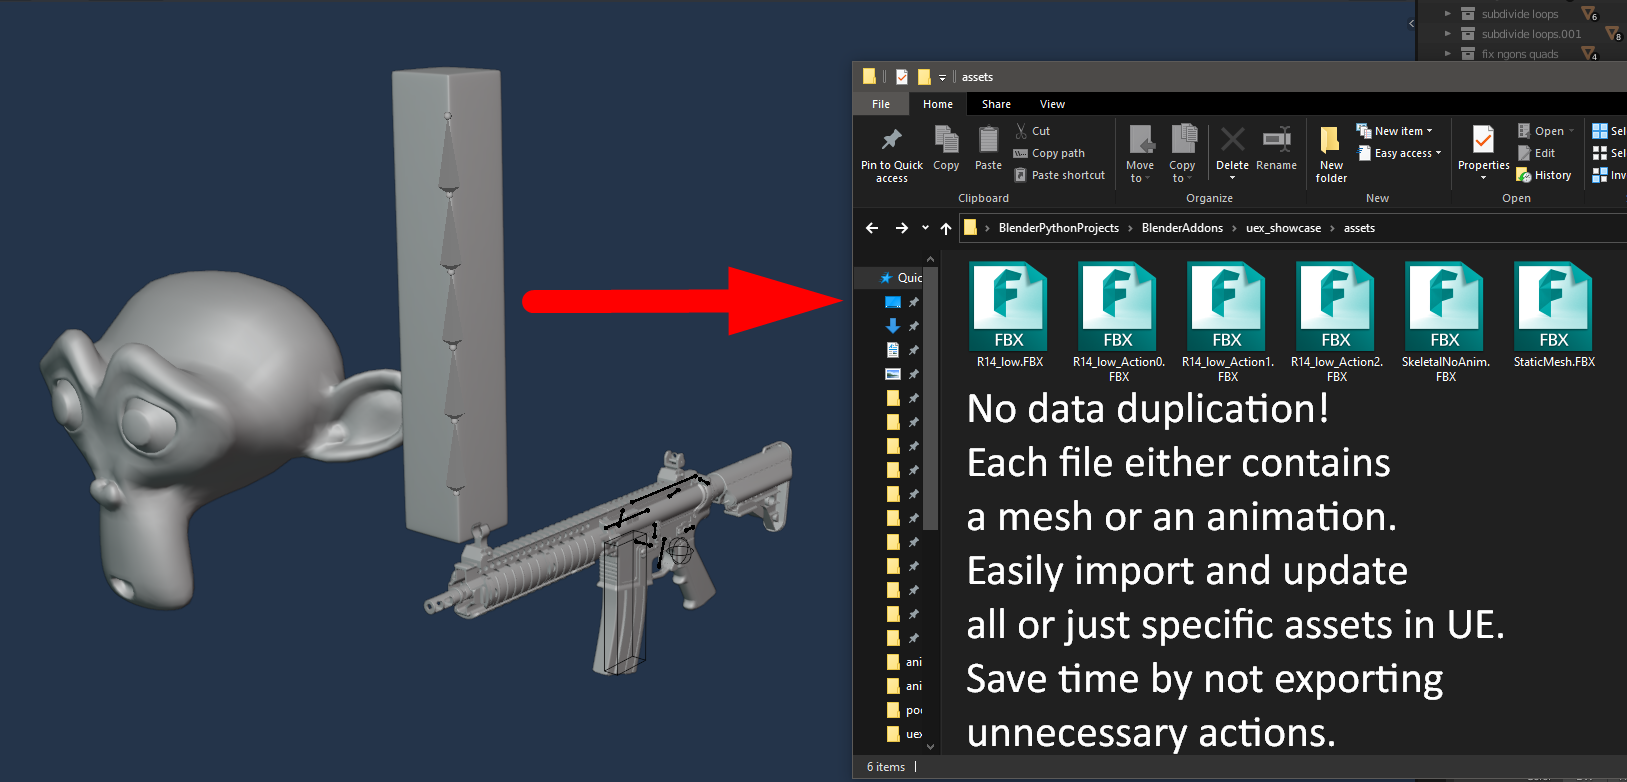 subdivide loops
6
subdivide loops.001
8
fix ngons quads
4
assets
File Home Share View
Pin to Quick access
Copy
Paste
Cut
Copy path
Paste shortcut
Move to
Copy to
Delete
Rename
New folder
New item
Easy access
Properties
Open
Edit
History
Sel
Sel
Inv
Clipboard Organize New Open
BlenderPythonProjects › BlenderAddons › uex_showcase › assets
Quic
FBX FBX FBX FBX FBX FBX
R14_low.FBX
R14_low_Action0.
FBX
R14_low_Action1.
FBX
R14_low_Action2.
FBX
SkeletalNoAnim.
FBX
StaticMesh.FBX
No data duplication!
Each file either contains
a mesh or an animation.
Easily import and update
all or just specific assets in UE.
Save time by not exporting
unnecessary actions.
ani
ani
po
uex
6 items